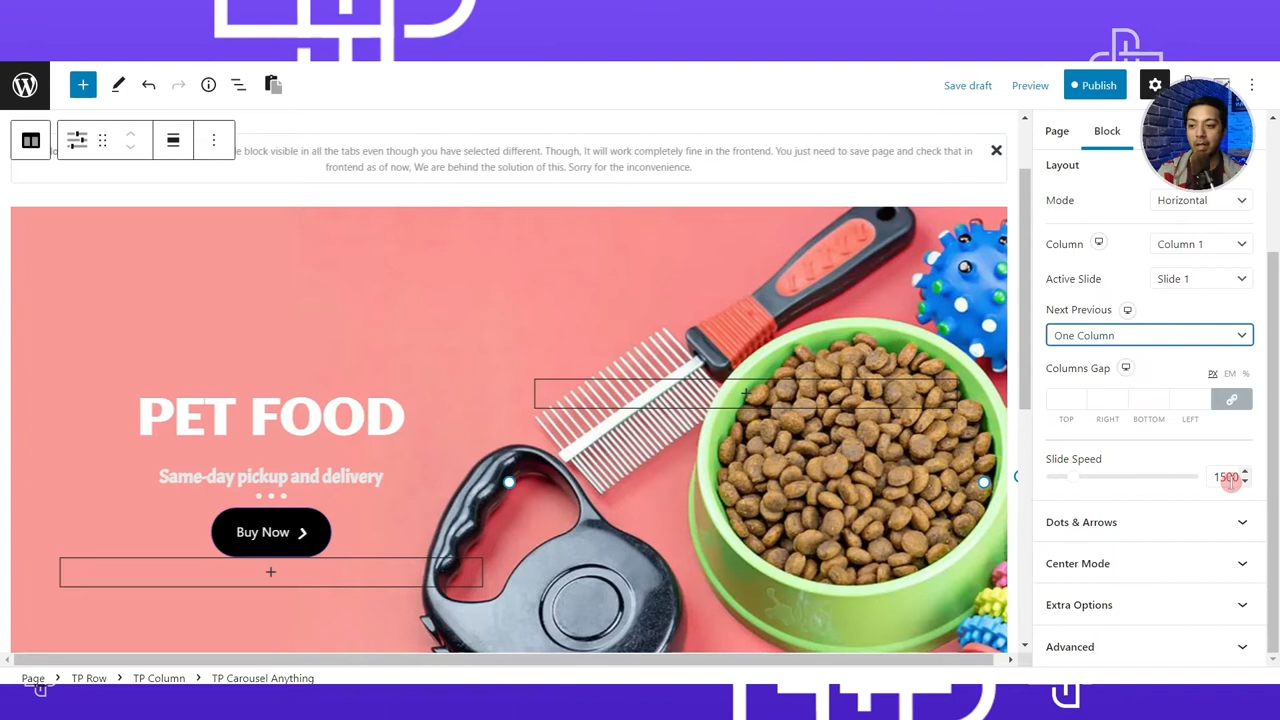 Save draft
Preview
Publish
le block visible in all the tabs even though you have selected different. Though, It will work completely fine in the frontend. You just need to save page and check that in
frontend as of now, We are behind the solution of this. Sorry for the inconvenience.
Page
Block
Layout
Mode
Horizontal
Column
Column 1
Active Slide
Slide 1
Next Previous
One Column
Columns Gap
PX
EM
%
TOP
RIGHT
BOTTOM
LEFT
Slide Speed
1500
Dots & Arrows
Center Mode
Extra Options
Advanced
PET FOOD
Same-day pickup and delivery
Buy Now
Page
TP Row
TP Column
TP Carousel Anything